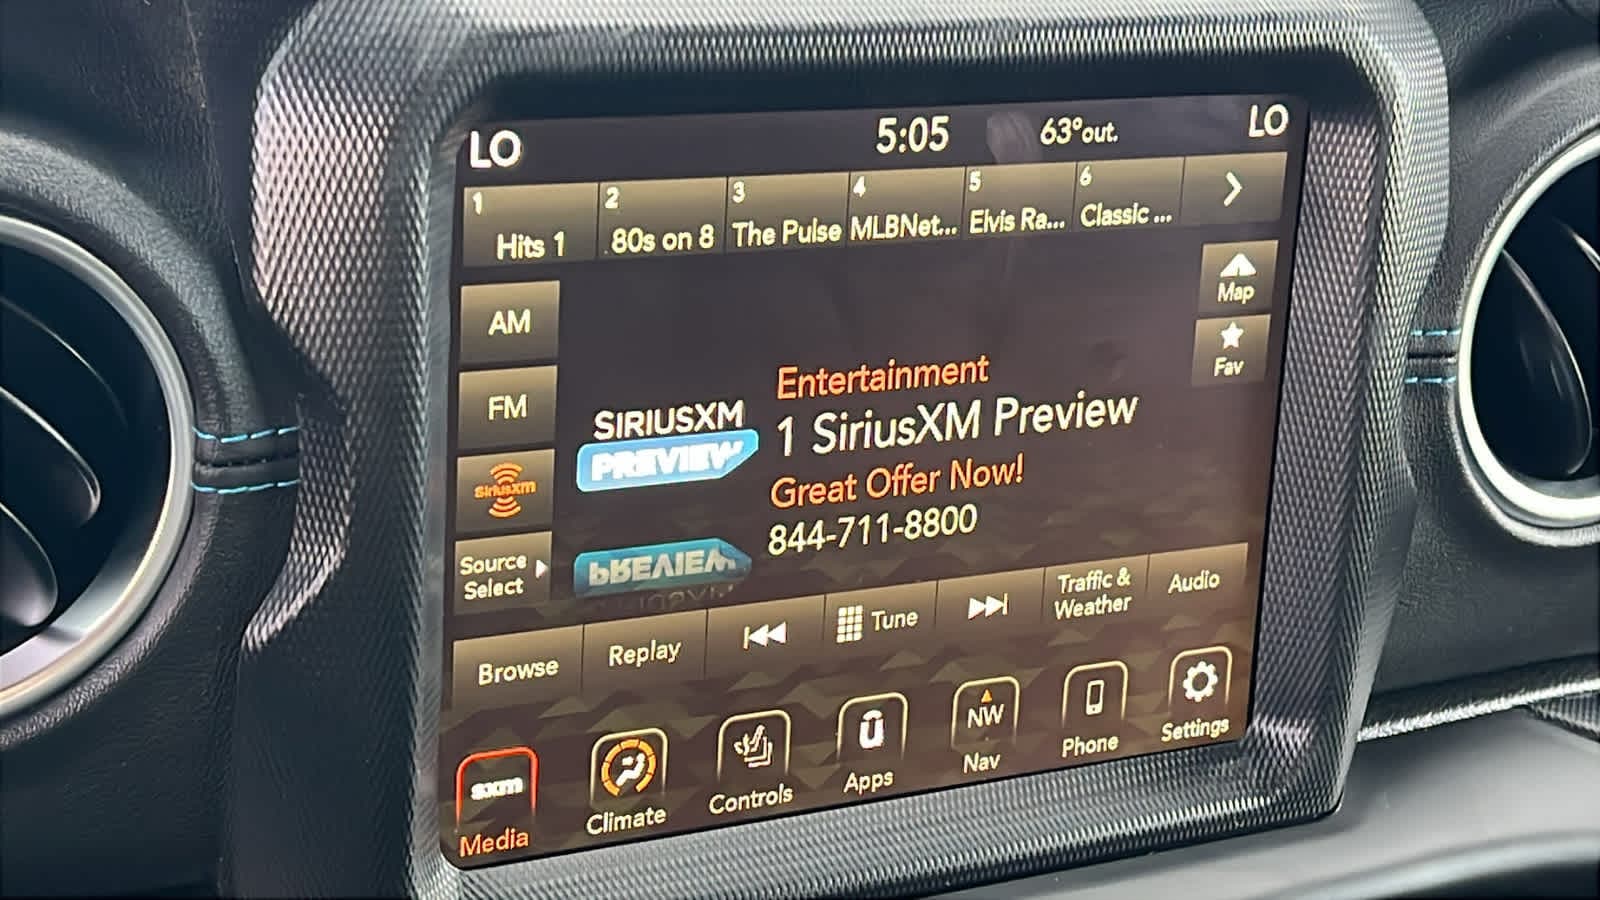 LO
5:05
63°out.
LO
1
Hits 1
2
80s on 8
3
The Pulse
4
MLBNet...
5
Elvis Ra...
6
Classic ...
AM
Map
FM
Fav
SiriusXm
Source
Select
SIRIUSXM
PREVIEW
Entertainment
1 SiriusXM Preview
Great Offer Now!
844-711-8800
Browse
Replay
Tune
Traffic &
Weather
Audio
sxm
Media
Climate
Controls
Apps
NW
Nav
Phone
Settings